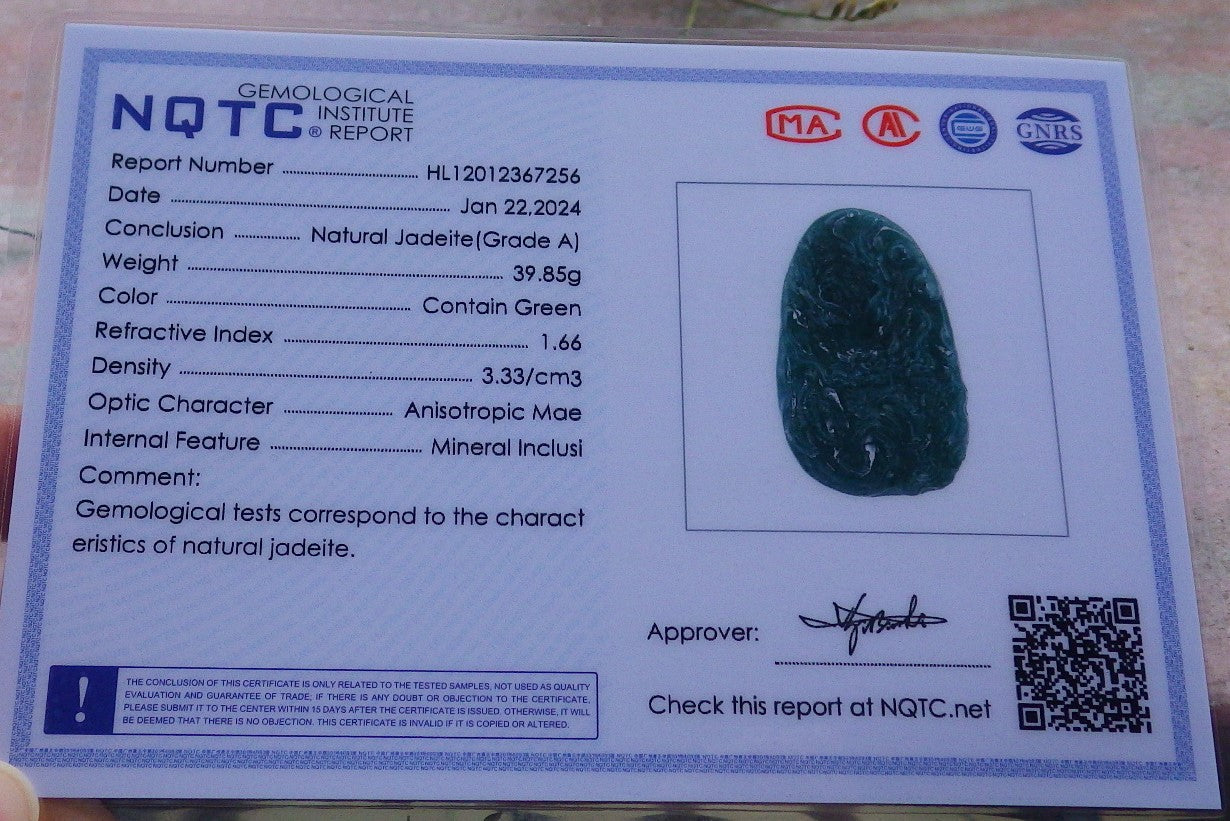 NQTC® GEMOLOGICAL
INSTITUTE
REPORT
MA
AL
GNRS
Report Number ........................ HL12012367256
Date ........................ Jan 22,2024
Conclusion ............ Natural Jadeite(Grade A)
Weight ........................ 39.85g
Color ........................ Contain Green
Refractive Index ........................ 1.66
Density ........................ 3.33/cm3
Optic Character ............ Anisotropic Mae
Internal Feature ............ Mineral Inclusi
Comment:
Gemological tests correspond to the charact
eristics of natural jadeite.
!
THE CONCLUSION OF THIS CERTIFICATE IS ONLY RELATED TO THE TESTED SAMPLES, NOT USED AS QUALITY
EVALUATION AND GUARANTEE OF TRADE; IF THERE IS ANY DOUBT OR OBJECTION TO THE CERTIFICATE,
PLEASE SUBMIT IT TO THE CENTER WITHIN 15 DAYS AFTER THE CERTIFICATE IS ISSUED. OTHERWISE, IT WILL
BE DEEMED THAT THERE IS NO OBJECTION. THIS CERTIFICATE IS INVALID IF IT IS COPIED OR ALTERED.
Approver:
Check this report at NQTC.net